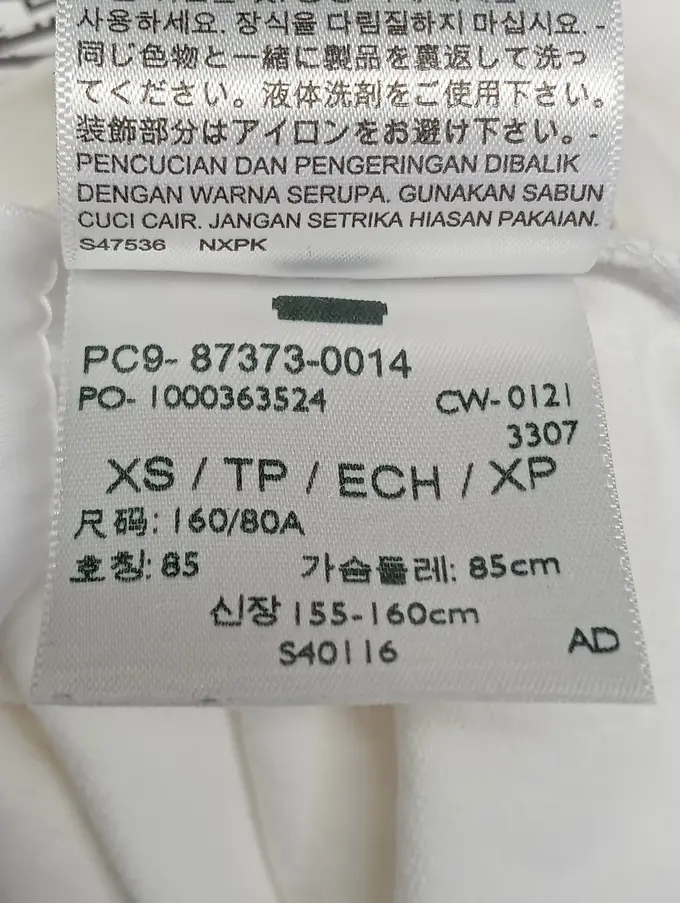 사용하세요. 장식을 다림질하지 마십시요. -
同じ色物と一緒に製品を裏返して洗っ
てください。液体洗剤をご使用下さい。
装飾部分はアイロンをお避け下さい。-
PENCUCIAN DAN PENGERINGAN DIBALIK
DENGAN WARNA SERUPA. GUNAKAN SABUN
CUCI CAIR. JANGAN SETRIKA HIASAN PAKAIAN.
S47536 NXPK
PC9- 87373-0014
PO- 1000363524 CW- 0121
3307
XS / TP / ECH / XP
尺码: 160/80A
호칭: 85 가슴둘레: 85cm
신장 155-160cm
S40116 AD